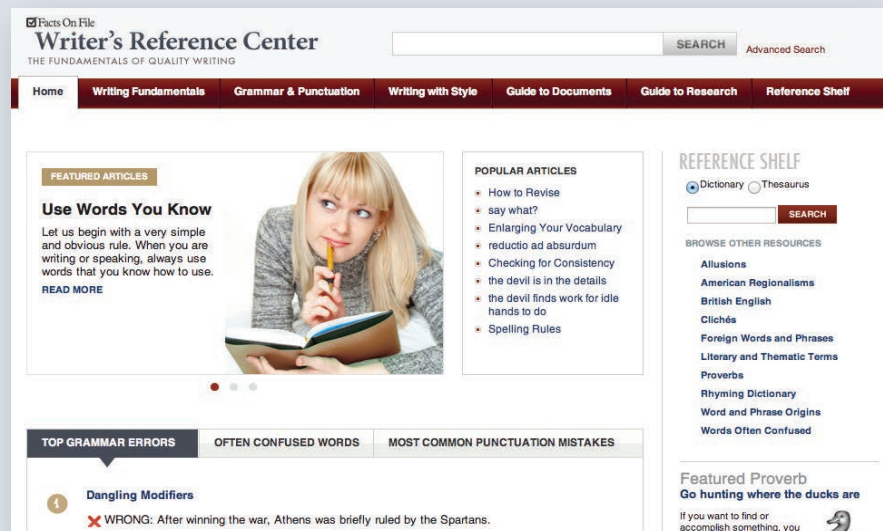 Facts On File
Writer's Reference Center
THE FUNDAMENTALS OF QUALITY WRITING
SEARCH
Advanced Search
Home
Writing Fundamentals
Grammar & Punctuation
Writing with Style
Guide to Documents
Guide to Research
Reference Shelf
FEATURED ARTICLES
Use Words You Know
Let us begin with a very simple
and obvious rule. When you are
writing or speaking, always use
words that you know how to use.
READ MORE
POPULAR ARTICLES
How to Revise
say what?
Enlarging Your Vocabulary
reductio ad absurdum
Checking for Consistency
the devil is in the details
the devil finds work for idle
hands to do
Spelling Rules
REFERENCE SHELF
Dictionary Thesaurus
SEARCH
BROWSE OTHER RESOURCES
Allusions
American Regionalisms
British English
Clichés
Foreign Words and Phrases
Literary and Thematic Terms
Proverbs
Rhyming Dictionary
Word and Phrase Origins
Words Often Confused
TOP GRAMMAR ERRORS
OFTEN CONFUSED WORDS
MOST COMMON PUNCTUATION MISTAKES
1
Dangling Modifiers
WRONG: After winning the war, Athens was briefly ruled by the Spartans.
Featured Proverb
Go hunting where the ducks are
If you want to find or
accomplish something, you